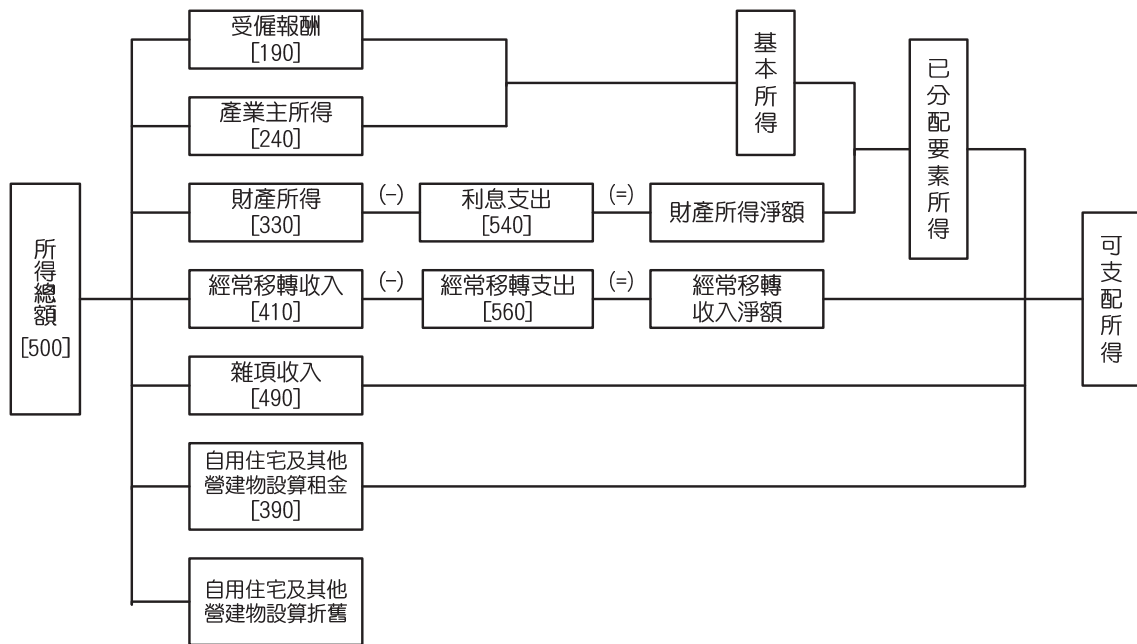 所得總額
[500]
受僱報酬
[190]
產業主所得
[240]
基本所得
已分配要素所得
財產所得
[330]
(-)
利息支出
[540]
(=)
財產所得淨額
經常移轉收入
[410]
(-)
經常移轉支出
[560]
(=)
經常移轉
收入淨額
可支配所得
雜項收入
[490]
自用住宅及其他
營建物設算租金
[390]
自用住宅及其他
營建物設算折舊